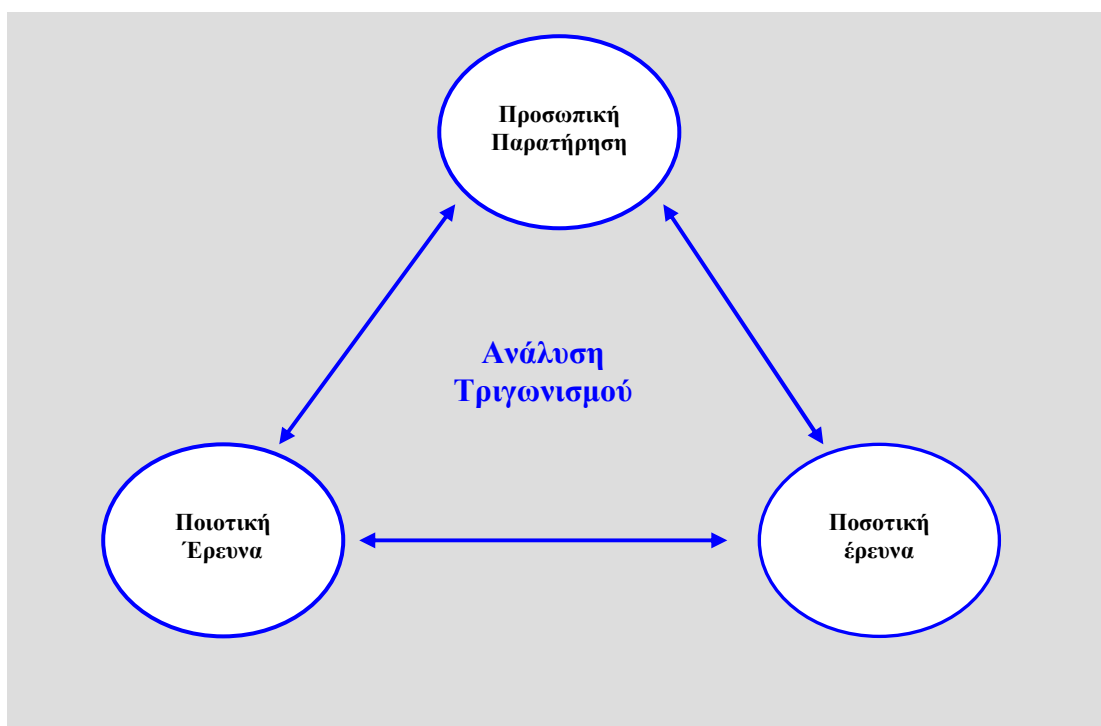 Προσωπική
Παρατήρηση
Ανάλυση
Τριγωνισμού
Ποιοτική
Έρευνα
Ποσοτική
έρευνα